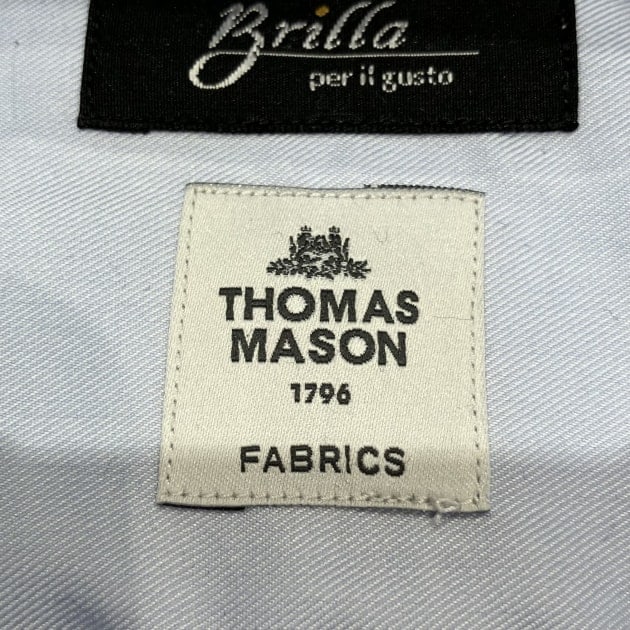 Brilla
per il gusto
THOMAS
MASON
1796
FABRICS